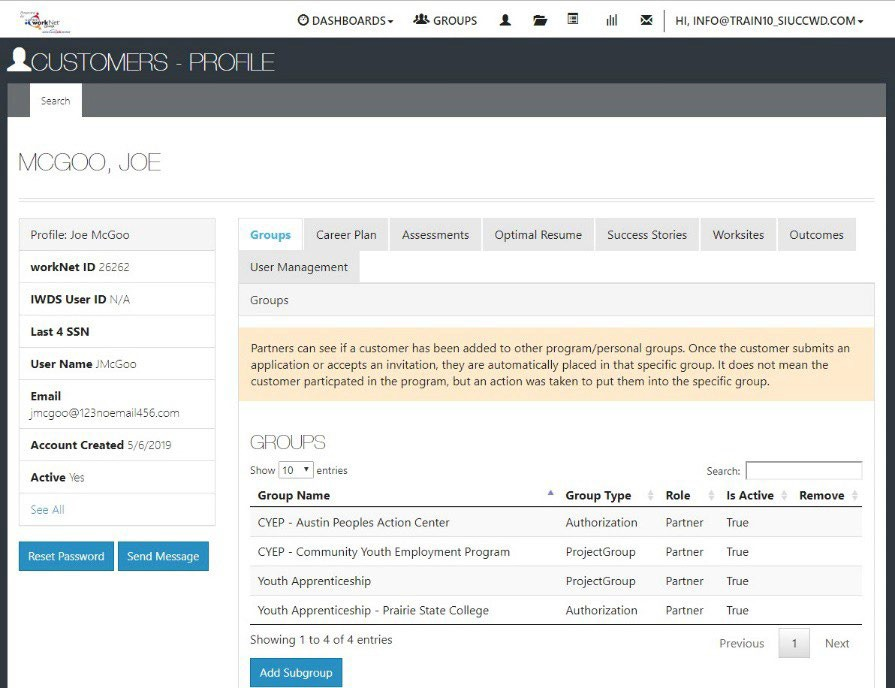 workNet
DASHBOARDS
GROUPS
HI, INFO@TRAIN10_SIUCCWD.COM
CUSTOMERS - PROFILE
Search
MCGOO, JOE
Profile: Joe McGoo
workNet ID 26262
IWDS User ID N/A
Last 4 SSN
User Name JMcGoo
Email
jmcgoo@123noemail456.com
Account Created 5/6/2019
Active Yes
See All
Reset Password Send Message
Groups Career Plan Assessments Optimal Resume Success Stories Worksites Outcomes
User Management
Groups
Partners can see if a customer has been added to other program/personal groups. Once the customer submits an
application or accepts an invitation, they are automatically placed in that specific group. It does not mean the
customer particpated in the program, but an action was taken to put them into the specific group.
GROUPS
Show 10 entries
Search:
Group Name Group Type Role Is Active Remove
CYEP - Austin Peoples Action Center Authorization Partner True
CYEP - Community Youth Employment Program ProjectGroup Partner True
Youth Apprenticeship ProjectGroup Partner True
Youth Apprenticeship - Prairie State College Authorization Partner True
Showing 1 to 4 of 4 entries
Previous 1 Next
Add Subgroup